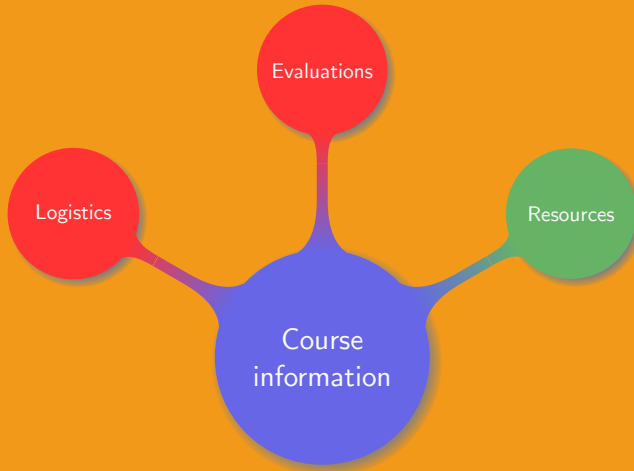 Evaluations
Logistics
Resources
Course
information